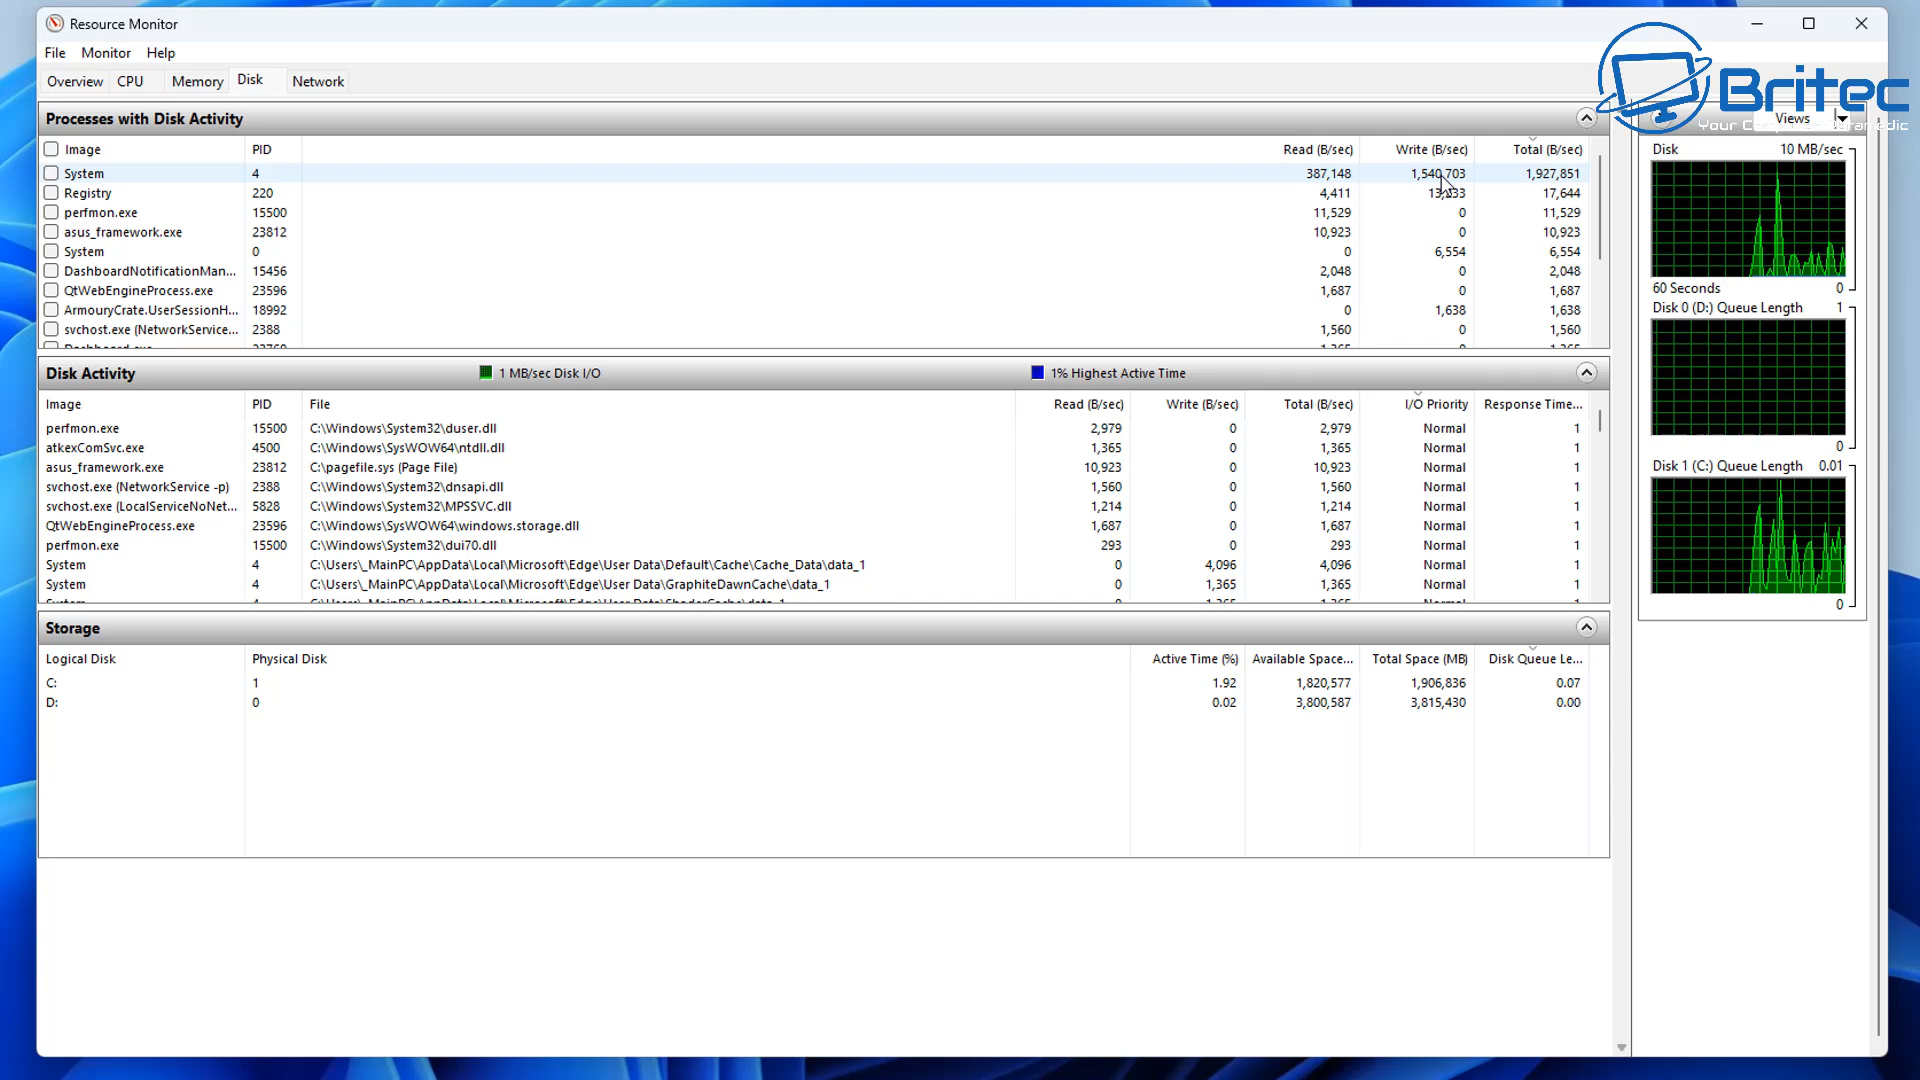 Resource Monitor
File Monitor Help
Overview CPU Memory Disk Network
Britec
Views
Processes with Disk Activity
Image PID Read (B/sec) Write (B/sec) Total (B/sec)
System 4 387,148 1,540,703 1,927,851
Registry 220 4,411 17,644
perfmon.exe 15500 11,529 0 11,529
asus_framework.exe 23812 10,923 0 10,923
System 0 0 6,554 6,554
DashboardNotificationMan... 15456 2,048 0 2,048
QtWebEngineProcess.exe 23596 1,687 0 1,687
ArmouryCrate.UserSessionH... 18992 0 1,638 1,638
svchost.exe (NetworkService... 2388 1,560 0 1,560
Disk Activity 1 MB/sec Disk I/O 1% Highest Active Time
Image PID File Read (B/sec) Write (B/sec) Total (B/sec) I/O Priority Response Time...
perfmon.exe 15500 C:\Windows\System32\duser.dll 2,979 0 2,979 Normal 1
atkexComSvc.exe 4500 C:\Windows\SysWOW64\ntdll.dll 1,365 0 1,365 Normal 1
asus_framework.exe 23812 C:\pagefile.sys (Page File) 10,923 0 10,923 Normal 1
svchost.exe (NetworkService -p) 2388 C:\Windows\System32\dnsapi.dll 1,560 0 1,560 Normal 1
svchost.exe (LocalServiceNoNet... 5828 C:\Windows\System32\MPSSVC.dll 1,214 0 1,214 Normal 1
QtWebEngineProcess.exe 23596 C:\Windows\SysWOW64\windows.storage.dll 1,687 0 1,687 Normal 1
perfmon.exe 15500 C:\Windows\System32\dui70.dll 293 0 293 Normal 1
System 4 C:\Users\_MainPC\AppData\Local\Microsoft\Edge\User Data\Default\Cache\Cache_Data\data_1 0 4,096 4,096 Normal 1
System 4 C:\Users\_MainPC\AppData\Local\Microsoft\Edge\User Data\GraphiteDawnCache\data_1 0 1,365 1,365 Normal 1
Storage
Logical Disk Physical Disk Active Time (%) Available Space... Total Space (MB) Disk Queue Le...
C: 1 1.92 1,820,577 1,906,836 0.07
D: 0 0.02 3,800,587 3,815,430 0.00
Disk 10 MB/sec
60 Seconds 0
Disk 0 (D:) Queue Length 1
0
Disk 1 (C:) Queue Length 0.01
0